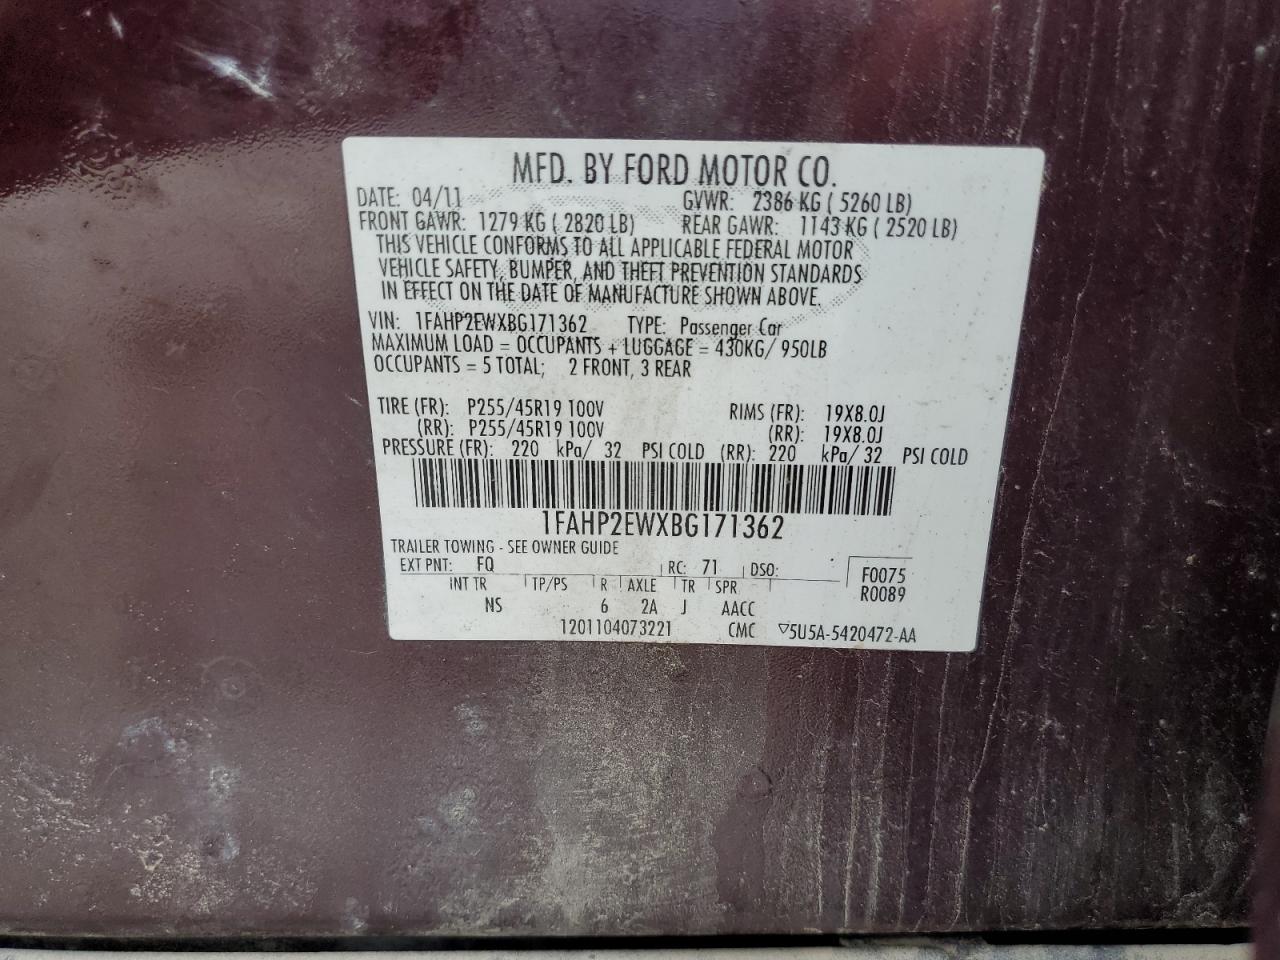 MFD. BY FORD MOTOR CO.
DATE: 04/11 GVWR: 2386 KG ( 5260 LB)
FRONT GAWR: 1279 KG ( 2820 LB) REAR GAWR: 1143 KG ( 2520 LB)
THIS VEHICLE CONFORMS TO ALL APPLICABLE FEDERAL MOTOR
VEHICLE SAFETY, BUMPER, AND THEFT PREVENTION STANDARDS
IN EFFECT ON THE DATE OF MANUFACTURE SHOWN ABOVE.
VIN: 1FAHP2EWXBG171362 TYPE: Passenger Car
MAXIMUM LOAD = OCCUPANTS + LUGGAGE = 430KG/ 950LB
OCCUPANTS = 5 TOTAL; 2 FRONT, 3 REAR
TIRE (FR): P255/45R19 100V RIMS (FR): 19X8.0J
(RR): P255/45R19 100V (RR): 19X8.0J
PRESSURE (FR): 220 kPa/ 32 PSI COLD (RR): 220 kPa/ 32 PSI COLD
1FAHP2EWXBG171362
TRAILER TOWING - SEE OWNER GUIDE
EXT PNT: FQ RC: 71 DSO: F0075
INT TR TP/PS R AXLE TR SPR R0089
NS 6 2A J AACC
1201104073221 CMC ▽5U5A-5420472-AA